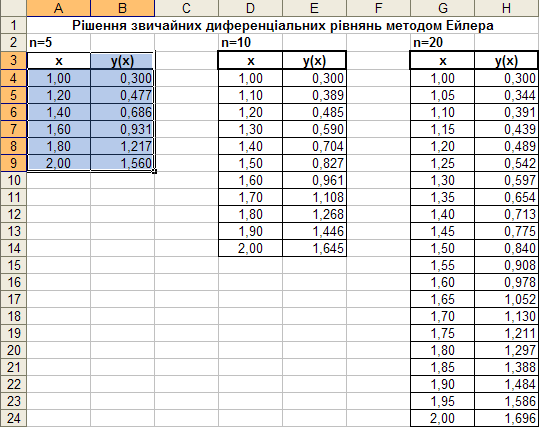 A B C D E F G H
1 Рішення звичайних диференціальних рівнянь методом Ейлера
2 n=5 n=10 n=20
3 x y(x) x y(x) x y(x)
4 1,00 0,300 1,00 0,300 1,00 0,300
5 1,20 0,477 1,10 0,389 1,05 0,344
6 1,40 0,686 1,20 0,485 1,10 0,391
7 1,60 0,931 1,30 0,590 1,15 0,439
8 1,80 1,217 1,40 0,704 1,20 0,489
9 2,00 1,560 1,50 0,827 1,25 0,542
10 1,60 0,961 1,30 0,597
11 1,70 1,108 1,35 0,654
12 1,80 1,268 1,40 0,713
13 1,90 1,446 1,45 0,775
14 2,00 1,645 1,50 0,840
15 1,55 0,908
16 1,60 0,978
17 1,65 1,052
18 1,70 1,130
19 1,75 1,211
20 1,80 1,297
21 1,85 1,388
22 1,90 1,484
23 1,95 1,586
24 2,00 1,696